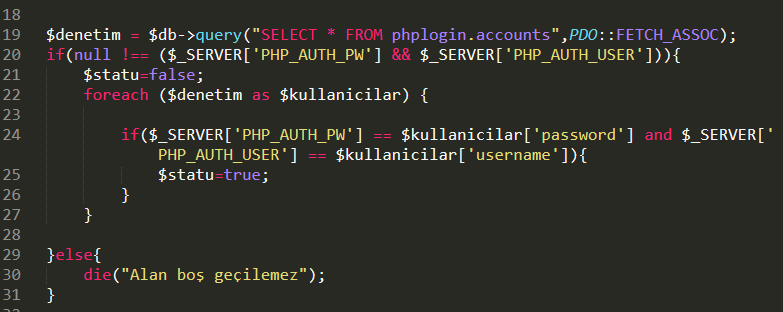 18
19 $denetim = $db->query("SELECT * FROM phplogin.accounts",PDO::FETCH_ASSOC);
20 if(null !== ($_SERVER['PHP_AUTH_PW'] && $_SERVER['PHP_AUTH_USER'])){
21 $statu=false;
22 foreach ($denetim as $kullanicilar) {
23
24 if($_SERVER['PHP_AUTH_PW'] == $kullanicilar['password'] and $_SERVER['
PHP_AUTH_USER'] == $kullanicilar['username']){
25 $statu=true;
26 }
27 }
28
29 }else{
30 die("Alan boş geçilemez");
31 }